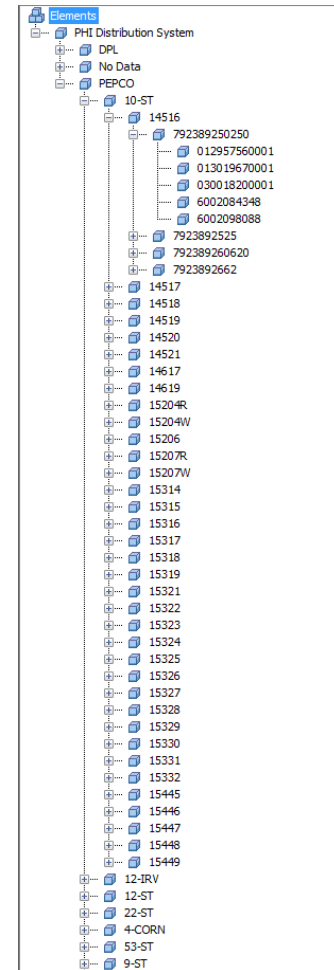 Elements
PHI Distribution System
DPL
No Data
PEPCO
10-ST
14516
792389250250
012957560001
013019670001
030018200001
6002084348
6002098088
7923892525
792389260620
7923892662
14517
14518
14519
14520
14521
14617
14619
15204R
15204W
15206
15207R
15207W
15314
15315
15316
15317
15318
15319
15321
15322
15323
15324
15325
15326
15327
15328
15329
15330
15331
15332
15445
15446
15447
15448
15449
12-IRV
12-ST
22-ST
4-CORN
53-ST
9-ST